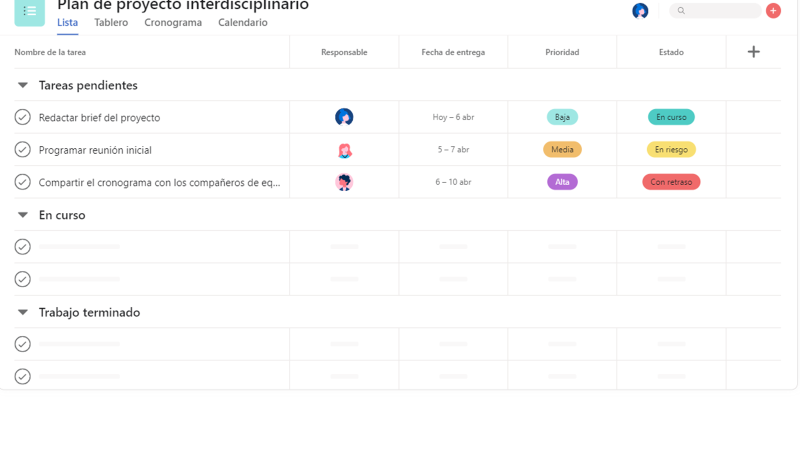 Plan de proyecto interdisciplinario
Lista Tablero Cronograma Calendario
Nombre de la tarea Responsable Fecha de entrega Prioridad Estado
Tareas pendientes
Redactar brief del proyecto Hoy – 6 abr Baja En curso
Programar reunión inicial 5 – 7 abr Media En riesgo
Compartir el cronograma con los compañeros de eq... 6 – 10 abr Alta Con retraso
En curso
Trabajo terminado